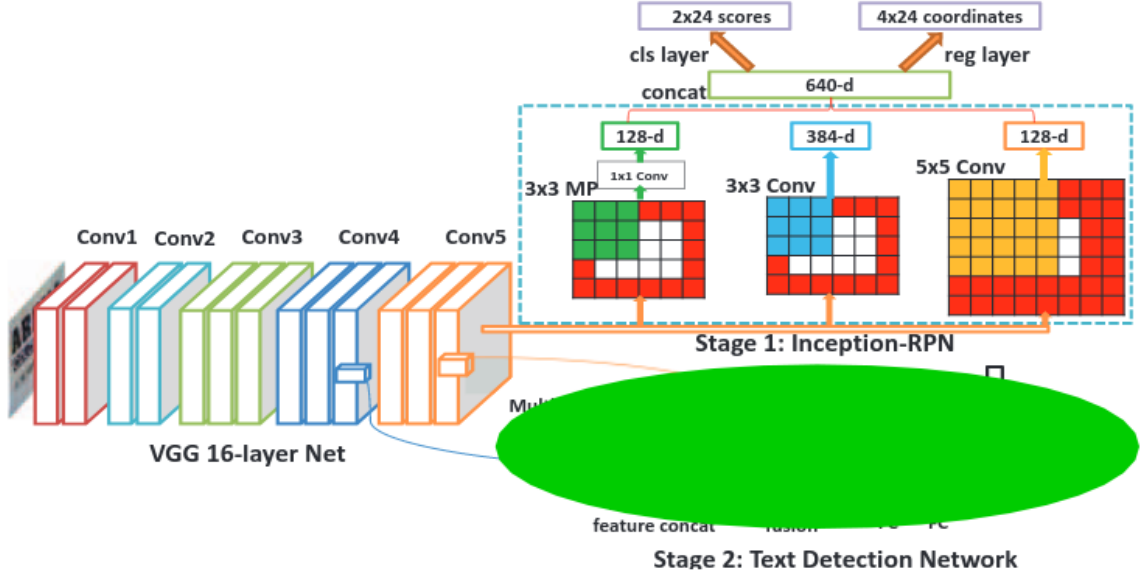 2x24 scores
4x24 coordinates
cls layer
reg layer
640-d
concat
128-d
384-d
128-d
1x1 Conv
3x3 MP
3x3 Conv
5x5 Conv
Conv1
Conv2
Conv3
Conv4
Conv5
Stage 1: Inception-RPN
VGG 16-layer Net
feature concat
Stage 2: Text Detection Network